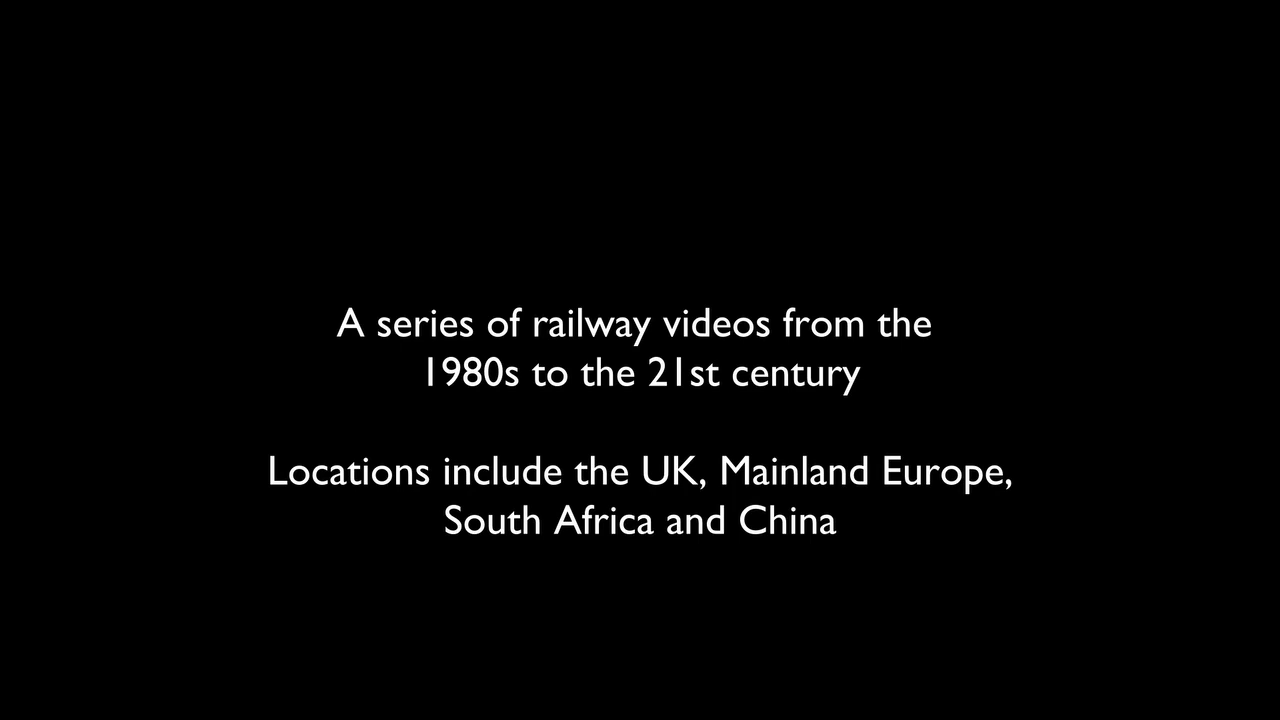 A series of railway videos from the
1980s to the 21st century
Locations include the UK, Mainland Europe,
South Africa and China